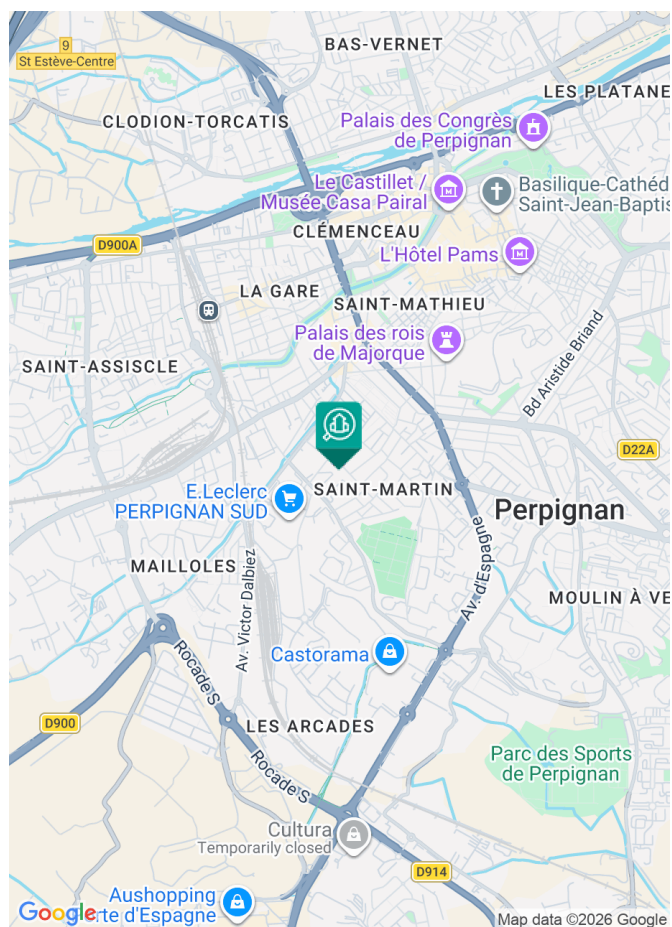 BAS-VERNET
9
St Estève-Centre
LES PLATANE
CLODION-TORCATIS
Palais des Congrès
de Perpignan
Le Castillet /
Musée Casa Pairal
Basilique-Cathéd
Saint-Jean-Baptis
CLÉMENCEAU
D900A
L'Hôtel Pams
LA GARE
SAINT-MATHIEU
Palais des rois
de Majorque
Bd Aristide Briand
SAINT-ASSISCLE
D22A
E.Leclerc
PERPIGNAN SUD
SAINT-MARTIN
Perpignan
Av. d'Espagne
MAILLOLES
Av. Victor Dalbiez
MOULIN À VE
Castorama
Rocade S
D900
LES ARCADES
Parc des Sports
de Perpignan
Rocade S
Cultura
Temporarily closed
D914
Aushopping
rte d'Espagne
Google
Map data ©2026 Google